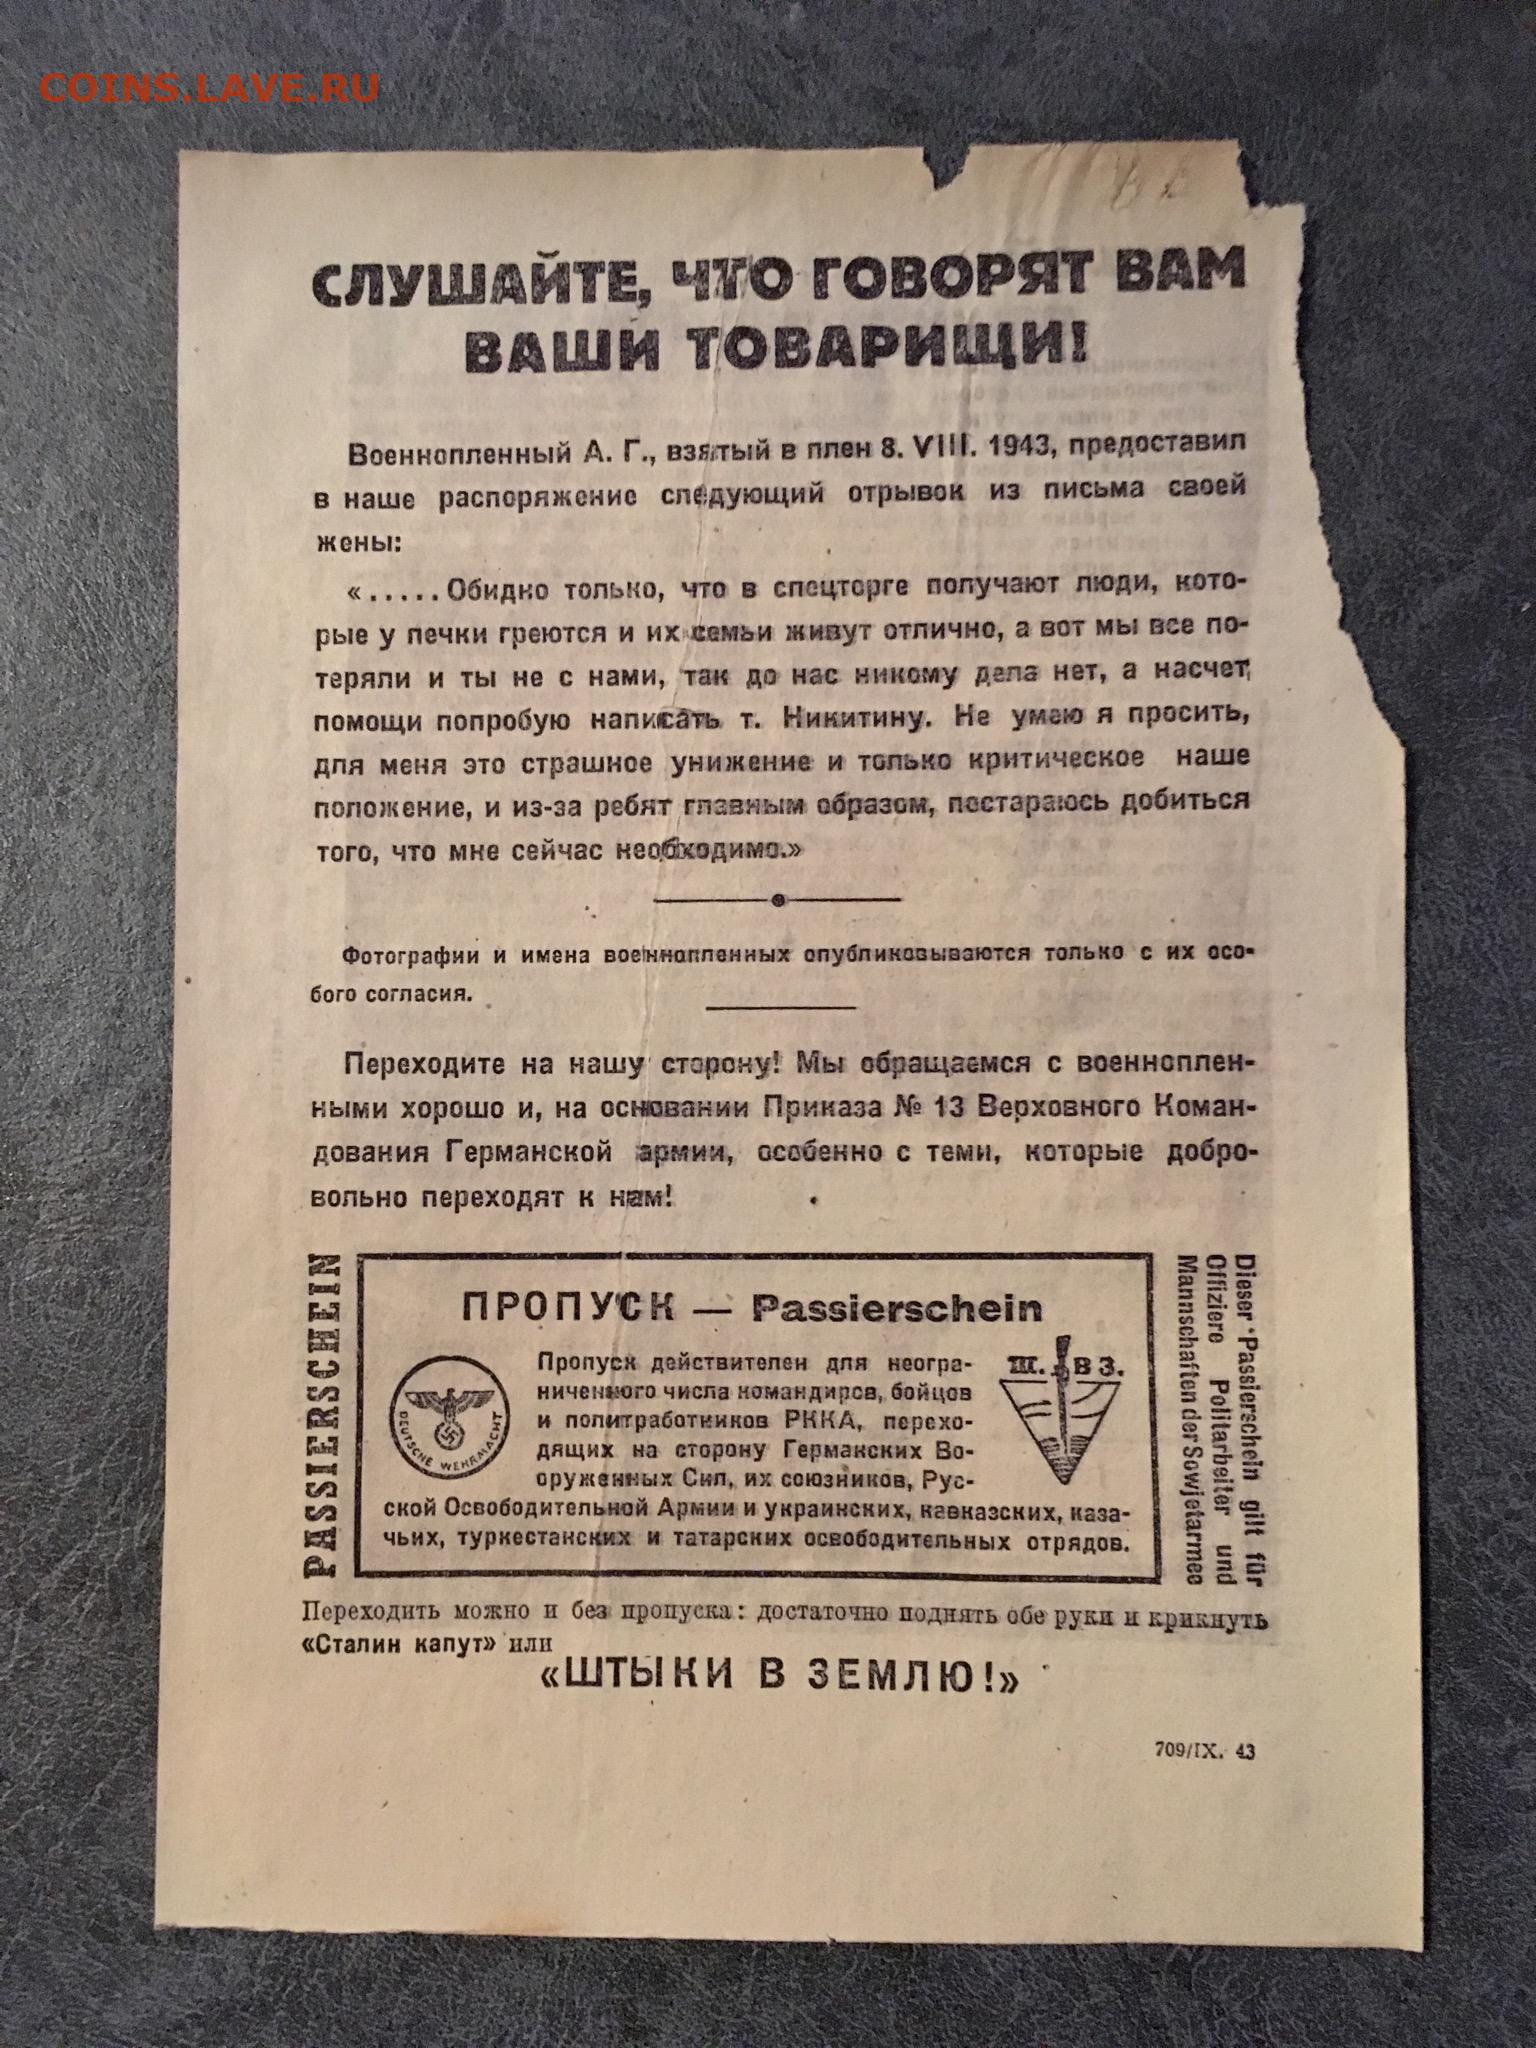 COINS.LAVE.RU
СЛУШАЙТЕ, ЧТО ГОВОРЯТ ВАМ
ВАШИ ТОВАРИЩИ!
Военнопленный А. Г., взятый в плен 8. VIII. 1943, предоставил
в наше распоряжение следующий отрывок из письма своей
жены:
«.....Обидно только, что в спецторге получают люди, кото-
рые у печки греются и их семьи живут отлично, а вот мы все по-
теряли и ты не с нами, так до нас никому дела нет, а насчет
помощи попробую написать т. Никитину. Не умею я просить,
для меня это страшное унижение и только критическое наше
положение, и из-за ребят главным образом, постараюсь добиться
того, что мне сейчас необходимо.»
Фотографии и имена военнопленных опубликовываются только с их осо-
бого согласия.
Переходите на нашу сторону! Мы обращаемся с военноплен-
ными хорошо и, на основании Приказа № 13 Верховного Коман-
дования Германской армии, особенно с теми, которые добро-
вольно переходят к нам!
PASSIERSCHEIN
ПРОПУСК — Passierschein
DEUTSCHE WEHRMACHT
Ш. В З.
Пропуск действителен для неогра-
ниченного числа командиров, бойцов
и политработников РККА, перехо-
дящих на сторону Германских Во-
оруженных Сил, их союзников, Рус-
ской Освободительной Армии и украинских, кавказских, каза-
чьих, туркестанских и татарских освободительных отрядов.
Dieser Passierschein gilt für
Offiziere Politarbeiter und
Mannschaften der Sowjetarmee
Переходить можно и без пропуска: достаточно поднять обе руки и крикнуть
«Сталин капут» или
«ШТЫКИ В ЗЕМЛЮ!»
709/IX. 43